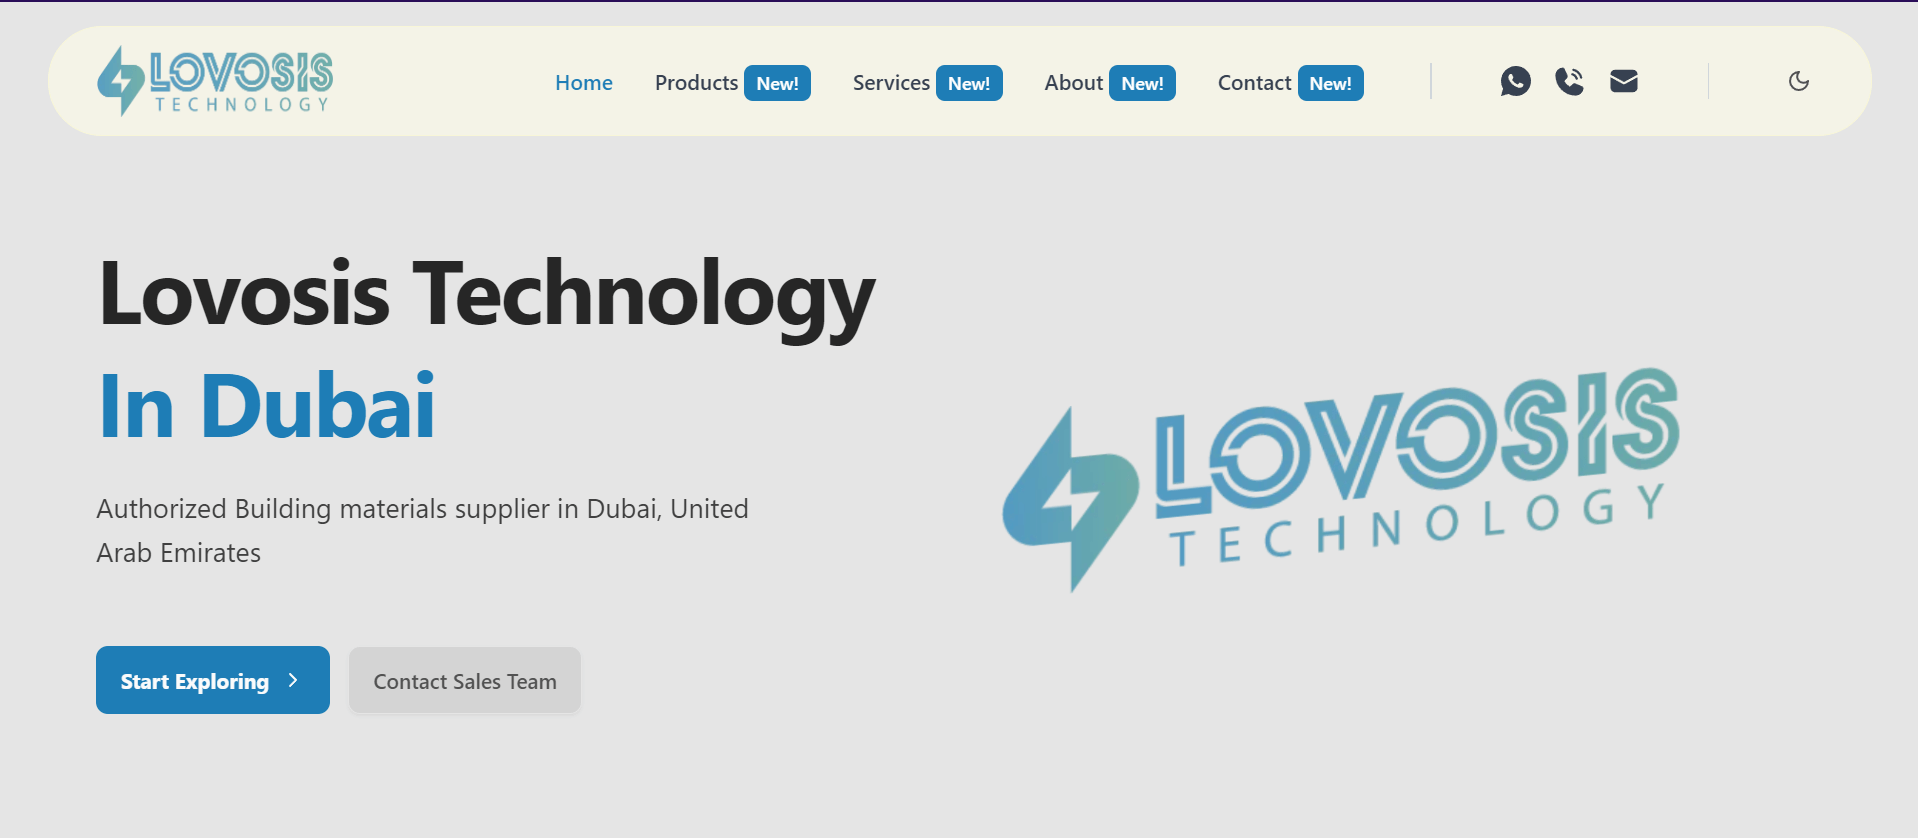 LOVOSIS
TECHNOLOGY
Home Products New! Services New! About New! Contact New!
Lovosis Technology
In Dubai
Authorized Building materials supplier in Dubai, United
Arab Emirates
Start Exploring
Contact Sales Team
LOVOSIS
TECHNOLOGY